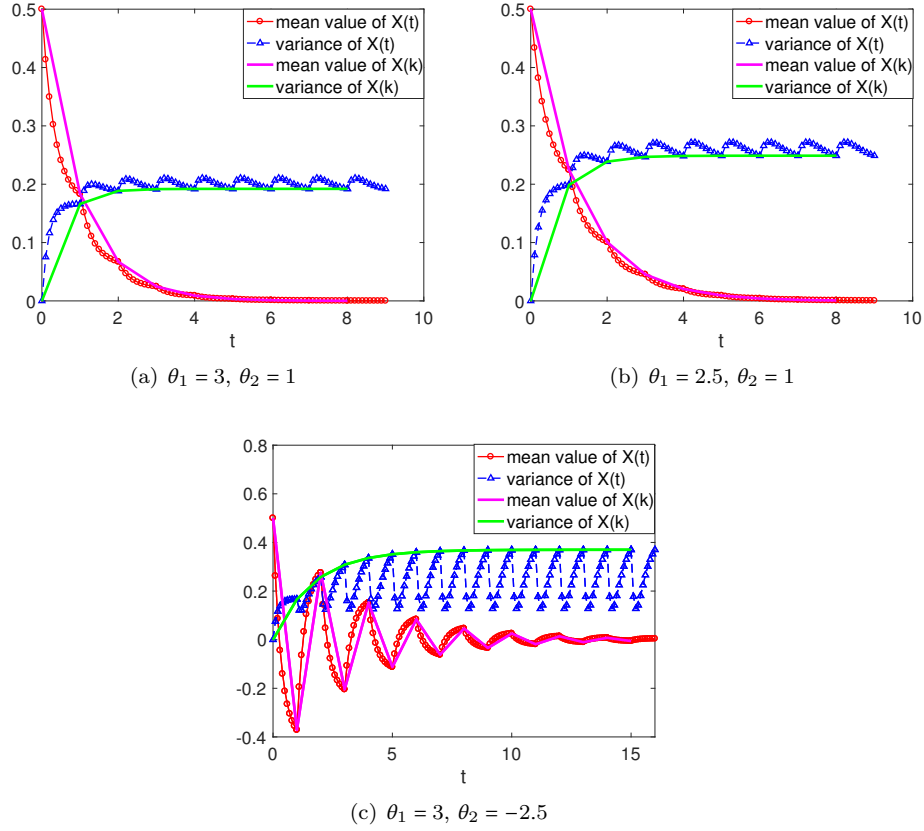 0.5
0.4
0.3
0.2
0.1
0
0 2 4 6 8 10
t
mean value of X(t)
variance of X(t)
mean value of X(k)
variance of X(k)
(a) θ₁ = 3, θ₂ = 1
0.5
0.4
0.3
0.2
0.1
0
0 2 4 6 8 10
t
mean value of X(t)
variance of X(t)
mean value of X(k)
variance of X(k)
(b) θ₁ = 2.5, θ₂ = 1
0.8
0.6
0.4
0.2
0
-0.2
-0.4
0 5 10 15
t
mean value of X(t)
variance of X(t)
mean value of X(k)
variance of X(k)
(c) θ₁ = 3, θ₂ = −2.5